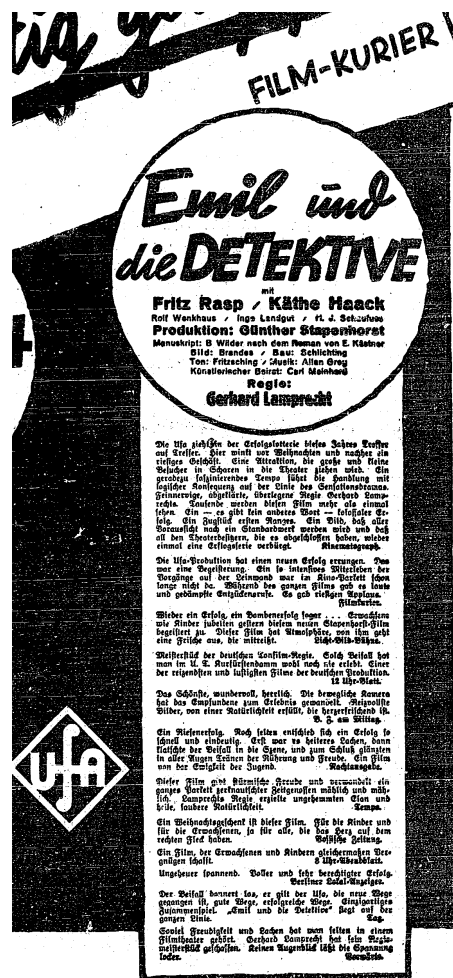 FILM-KURIER
Emil und
die DETEKTIVE
mit
Fritz Rasp / Käthe Haack
Rolf Wenkhaus / Inge Landgut / H. J. Schaufuss
Produktion: Günther Stapenhorst
Manuskript: B Wilder nach dem Roman von E. Kästner
Bild: Brandes / Bau: Schlichting
Ton: Fritzsching / Musik: Allan Grey
Künstlerischer Beirat: Carl Meinhard
Regie:
Gerhard Lamprecht
Die Ufa zieht in der Erfolgslotterie dieses Jahres Treffer
auf Treffer. Hier winkt vor Weihnachten und nachher ein
riesiges Geschäft. Eine Attraktion, die große und kleine
Besucher in Scharen in die Theater ziehen wird. Ein
geradezu faszinierendes Tempo führt die Handlung mit
logischer Konsequenz auf der Linie des Sensationsdramas.
Feinnervige, abgeklärte, überlegene Regie Gerhard Lamp-
rechts. Tausende werden diesen Film mehr als einmal
sehen. Ein — es gibt kein anderes Wort — kolossaler Er-
folg. Ein Zugstück ersten Ranges. Ein Bild, das aller
Voraussicht nach ein Standardwerk werden wird und daß
all den Theaterbesitzern, die es abgeschlossen haben, wieder
einmal eine Erfolgsserie verbürgt. Kinematograph.
Die Ufa-Produktion hat einen neuen Erfolg errungen. Das
war eine Begeisterung. Ein so intensives Miterleben der
Vorgänge auf der Leinwand war im Kino-Parkett schon
lange nicht da. Während des ganzen Films gab es laute
und gedämpfte Entzückensrufe. Es gab riesigen Applaus.
Filmkurier.
Wieder ein Erfolg, ein Bombenerfolg sogar ... Erwachsene
wie Kinder jubelten gestern diesem neuen Stapenhorst-Film
begeistert zu. Dieser Film hat Atmosphäre, von ihm geht
eine Frische aus, die mitreißt. Licht-Bild-Bühne.
Meisterstück der deutschen Tonfilm-Regie. Solch Beifall hat
man im U. T. Kurfürstendamm wohl noch nie erlebt. Einer
der reizendsten und lustigsten Filme der deutschen Produktion.
12 Uhr-Blatt.
Das Schönste, wundervoll, herrlich. Die bewegliche Kamera
hat das Empfundene zum Erlebnis gewandelt. Reizvollste
Bilder, von einer Natürlichkeit erfüllt, die herzerfrischend ist.
B. Z. am Mittag.
Ein Riesenerfolg. Noch selten entschied sich ein Erfolg so
schnell und eindeutig. Erst war es heiteres Lachen, dann
klatschte der Beifall in die Szene, und zum Schluß glänzten
in aller Augen Tränen der Rührung und Freude. Ein Film
von der Ewigkeit der Jugend. Nachtausgabe.
Dieser Film gibt stürmische Freude und verwandelt ein
ganzes Parkett zerknautschter Zeitgenossen mählich und mäh-
lich. Lamprechts Regie erzielte ungehemmten Elan und
helle, saubere Natürlichkeit. Tempo.
Ein Weihnachtsgeschenk ist dieser Film. Für die Kinder und
für die Erwachsenen, ja für alle, die das Herz auf dem
rechten Fleck haben. Vossische Zeitung.
Ein Film, der Erwachsenen und Kindern gleichermaßen Ver-
gnügen schafft. 8 Uhr-Abendblatt.
Ungeheuer spannend. Voller und sehr berechtigter Erfolg.
Berliner Lokal-Anzeiger.
Der Beifall donnert los, er gilt der Ufa, die neue Wege
gegangen ist, gute Wege, erfolgreiche Wege. Einzigartiges
Zusammenspiel. „Emil und die Detektive" siegt auf der
ganzen Linie. Tag.
Soviel Freudigkeit und Lachen hat man selten in einem
Filmtheater gehört. Gerhard Lamprecht hat sein Regie-
meisterstück geschaffen. Keinen Augenblick läßt die Spannung
locker. Vorwärts.
UFA